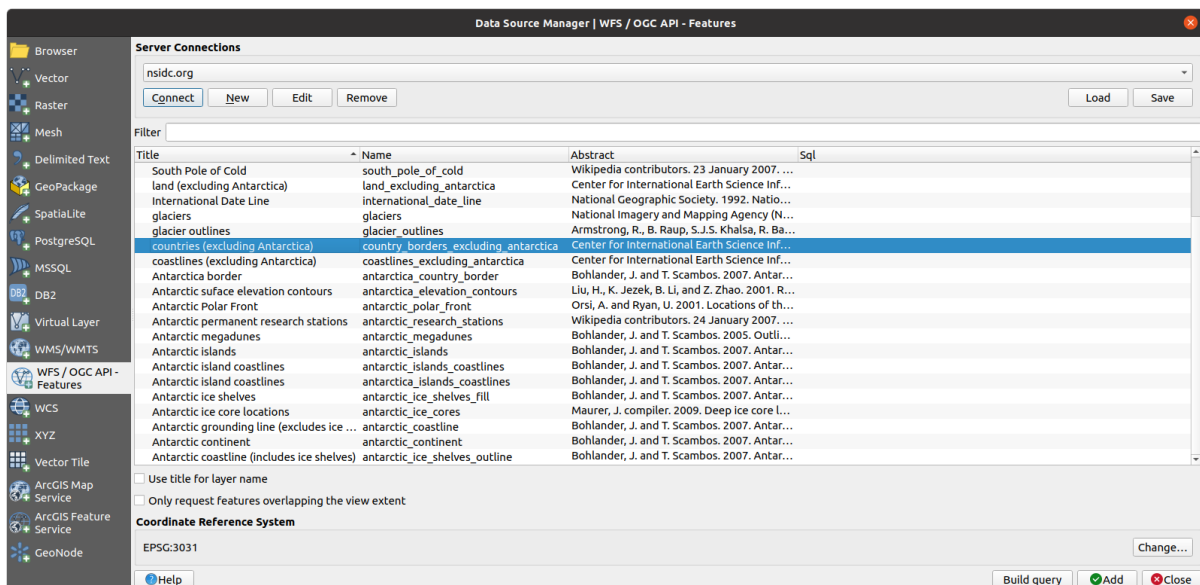 Data Source Manager | WFS / OGC API - Features
Browser
Vector
Raster
Mesh
Delimited Text
GeoPackage
SpatiaLite
PostgreSQL
MSSQL
DB2
DB2
Virtual Layer
WMS/WMTS
WFS / OGC API -
Features
WCS
XYZ
Vector Tile
ArcGIS Map
Service
ArcGIS Feature
Service
GeoNode
Server Connections
nsidc.org
Connect New Edit Remove Load Save
Filter
Title Name Abstract Sql
South Pole of Cold south_pole_of_cold Wikipedia contributors. 23 January 2007. ...
land (excluding Antarctica) land_excluding_antarctica Center for International Earth Science Inf...
International Date Line international_date_line National Geographic Society. 1992. Natio...
glaciers glaciers National Imagery and Mapping Agency (N...
glacier outlines glacier_outlines Armstrong, R., B. Raup, S.J.S. Khalsa, R. Ba...
countries (excluding Antarctica) country_borders_excluding_antarctica Center for International Earth Science Inf...
coastlines (excluding Antarctica) coastlines_excluding_antarctica Center for International Earth Science Inf...
Antarctica border antarctica_country_border Bohlander, J. and T. Scambos. 2007. Antar...
Antarctic suface elevation contours antarctica_elevation_contours Liu, H., K. Jezek, B. Li, and Z. Zhao. 2001. R...
Antarctic Polar Front antarctic_polar_front Orsi, A. and Ryan, U. 2001. Locations of th...
Antarctic permanent research stations antarctic_research_stations Wikipedia contributors. 24 January 2007. ...
Antarctic megadunes antarctic_megadunes Bohlander, J. and T. Scambos. 2005. Outli...
Antarctic islands antarctic_islands Bohlander, J. and T. Scambos. 2007. Antar...
Antarctic island coastlines antarctic_islands_coastlines Bohlander, J. and T. Scambos. 2007. Antar...
Antarctic island coastlines antarctica_islands_coastlines Bohlander, J. and T. Scambos. 2007. Antar...
Antarctic ice shelves antarctic_ice_shelves_fill Bohlander, J. and T. Scambos. 2007. Antar...
Antarctic ice core locations antarctic_ice_cores Maurer, J. compiler. 2009. Deep ice core l...
Antarctic grounding line (excludes ice ... antarctic_coastline Bohlander, J. and T. Scambos. 2007. Antar...
Antarctic continent antarctic_continent Bohlander, J. and T. Scambos. 2007. Antar...
Antarctic coastline (includes ice shelves) antarctic_ice_shelves_outline Bohlander, J. and T. Scambos. 2007. Antar...
Use title for layer name
Only request features overlapping the view extent
Coordinate Reference System
EPSG:3031 Change...
Help Build query Add Close